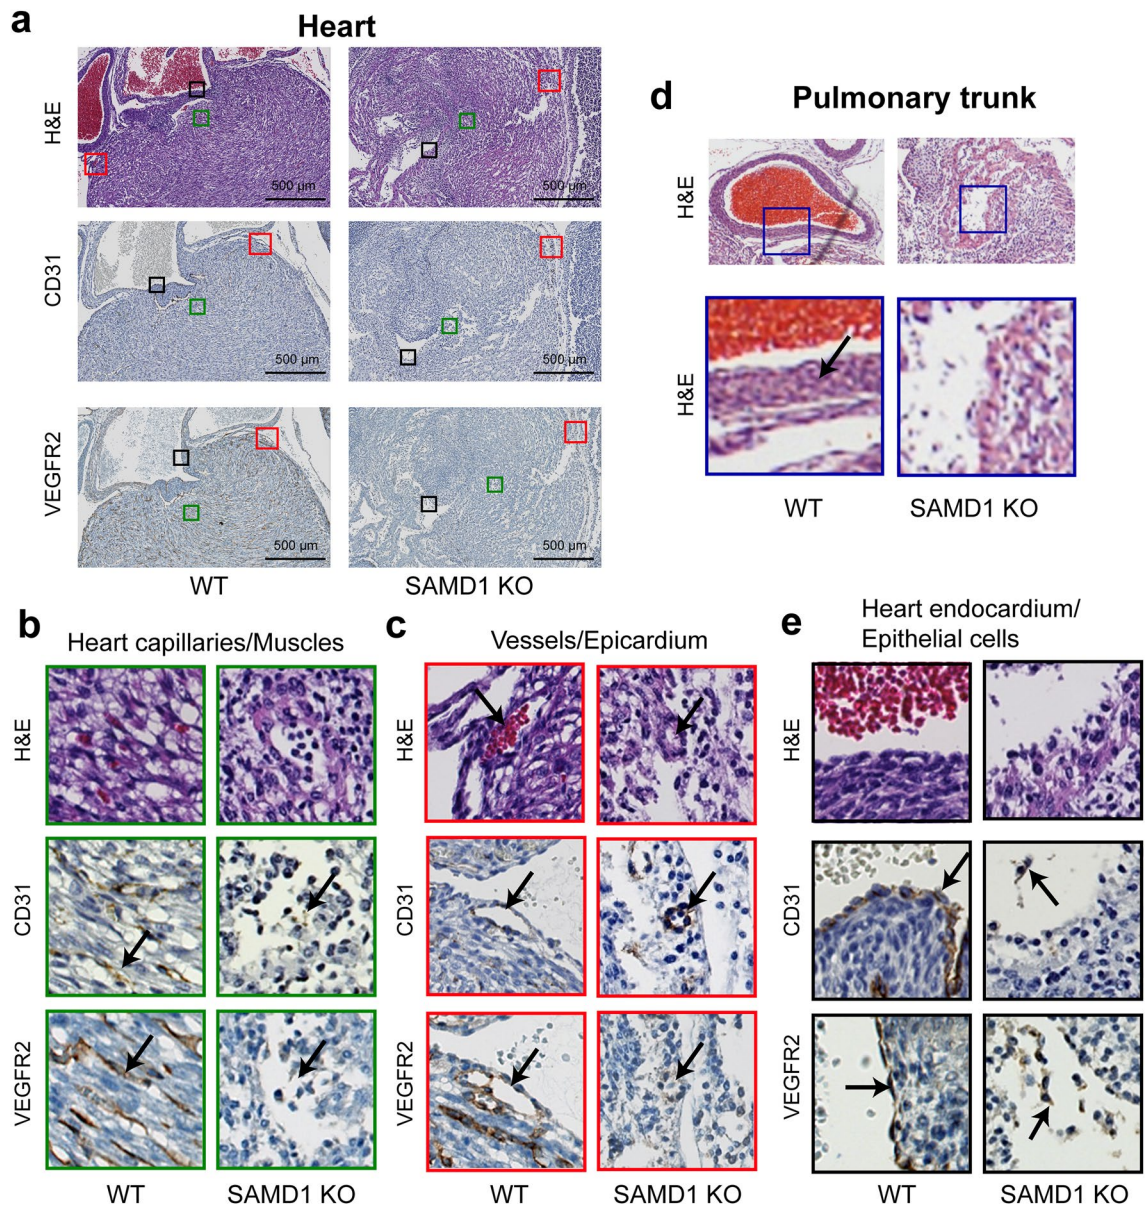 a
Heart
H&E
500 µm
500 µm
CD31
500 µm
500 µm
VEGFR2
500 µm
500 µm
WT
SAMD1 KO
d
Pulmonary trunk
H&E
H&E
WT
SAMD1 KO
b
Heart capillaries/Muscles
H&E
CD31
VEGFR2
WT
SAMD1 KO
c
Vessels/Epicardium
H&E
CD31
VEGFR2
WT
SAMD1 KO
e
Heart endocardium/
Epithelial cells
H&E
CD31
VEGFR2
WT
SAMD1 KO